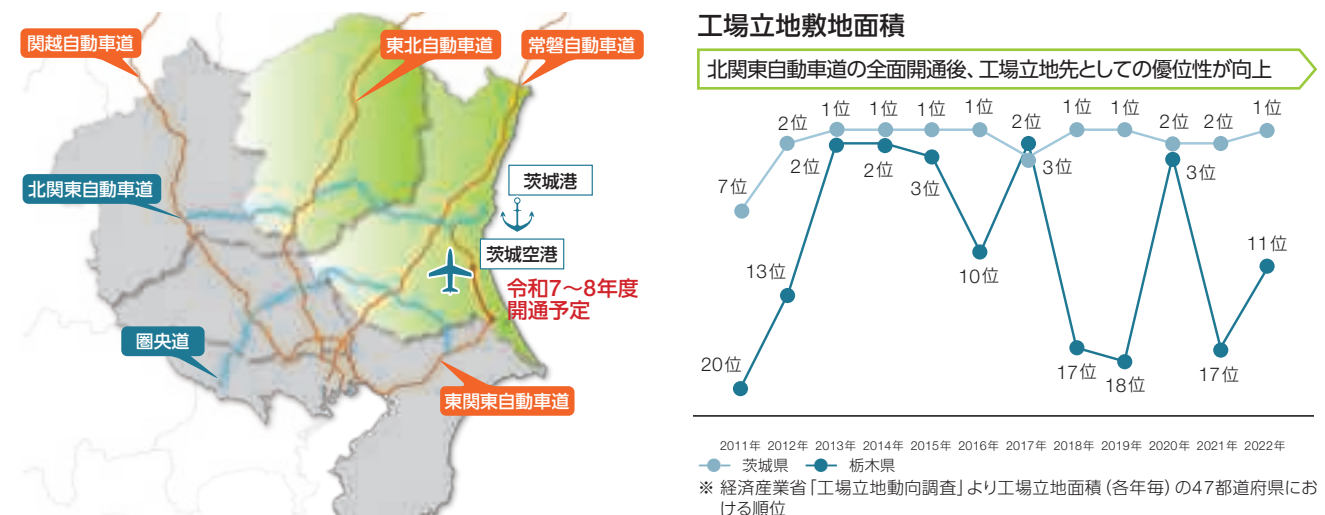 関越自動車道
東北自動車道
常磐自動車道
北関東自動車道
茨城港
茨城空港
令和7~8年度
開通予定
圏央道
東関東自動車道
工場立地敷地面積
北関東自動車道の全面開通後、工場立地先としての優位性が向上
7位
2位
1位
1位
1位
1位
3位
1位
1位
2位
2位
1位
20位
13位
2位
2位
3位
10位
2位
17位
18位
3位
17位
11位
2011年 2012年 2013年 2014年 2015年 2016年 2017年 2018年 2019年 2020年 2021年 2022年
茨城県 栃木県
※ 経済産業省「工場立地動向調査」より工場立地面積(各年毎)の47都道府県にお
ける順位